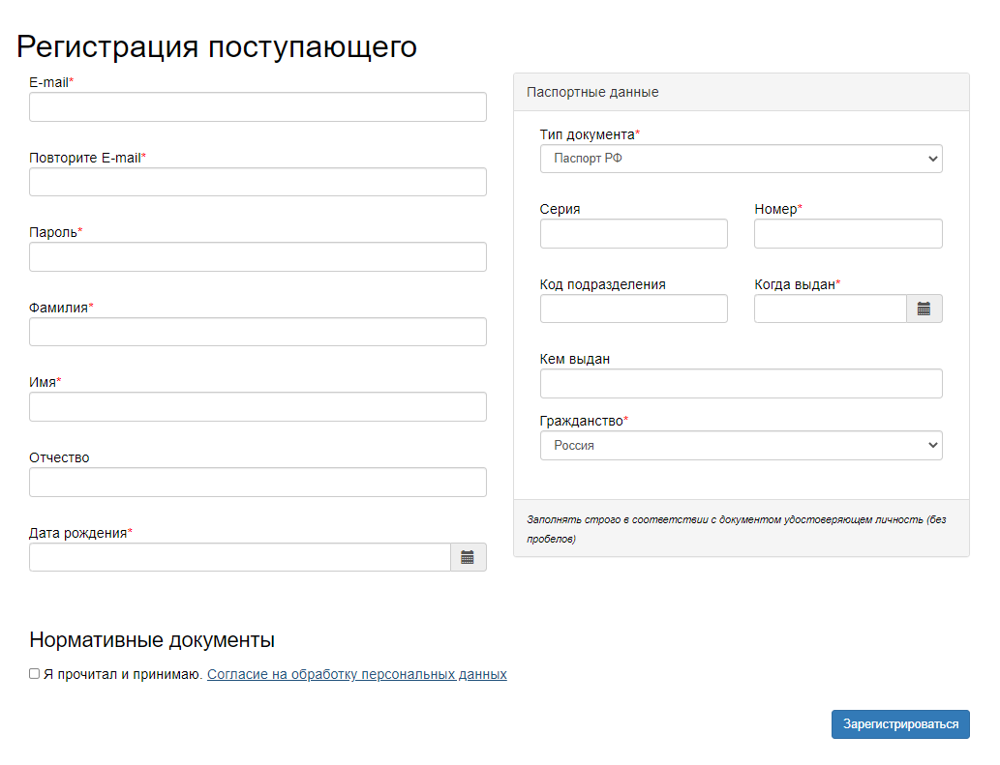 Регистрация поступающего
E-mail*
Повторите E-mail*
Пароль*
Фамилия*
Имя*
Отчество
Дата рождения*
Паспортные данные
Тип документа*
Паспорт РФ
Серия
Номер*
Код подразделения
Когда выдан*
Кем выдан
Гражданство*
Россия
Заполнять строго в соответствии с документом удостоверяющем личность (без
пробелов)
Нормативные документы
Я прочитал и принимаю. Согласие на обработку персональных данных
Зарегистрироваться